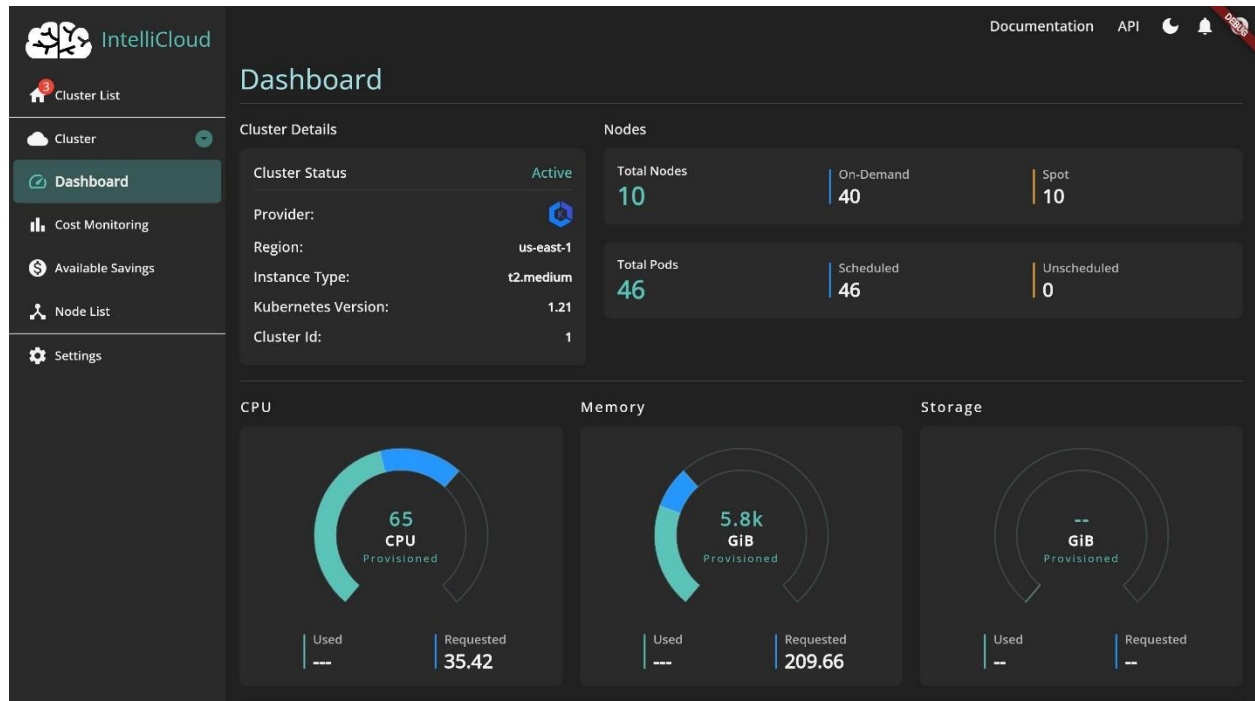 IntelliCloud
Documentation API
DEBUG
3
Cluster List
Cluster
Dashboard
Cost Monitoring
Available Savings
Node List
Settings
Dashboard
Cluster Details
Cluster Status Active
Provider:
K
Region: us-east-1
Instance Type: t2.medium
Kubernetes Version: 1.21
Cluster Id: 1
Nodes
Total Nodes
10
On-Demand
40
Spot
10
Total Pods
46
Scheduled
46
Unscheduled
0
CPU
65
CPU
Provisioned
Used
---
Requested
35.42
Memory
5.8k
GiB
Provisioned
Used
---
Requested
209.66
Storage
--
GiB
Provisioned
Used
--
Requested
--